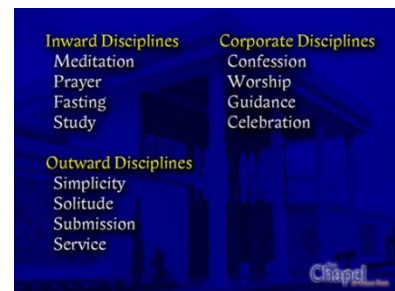 Inward Disciplines
Meditation
Prayer
Fasting
Study
Outward Disciplines
Simplicity
Solitude
Submission
Service
Corporate Disciplines
Confession
Worship
Guidance
Celebration
The
Chapel